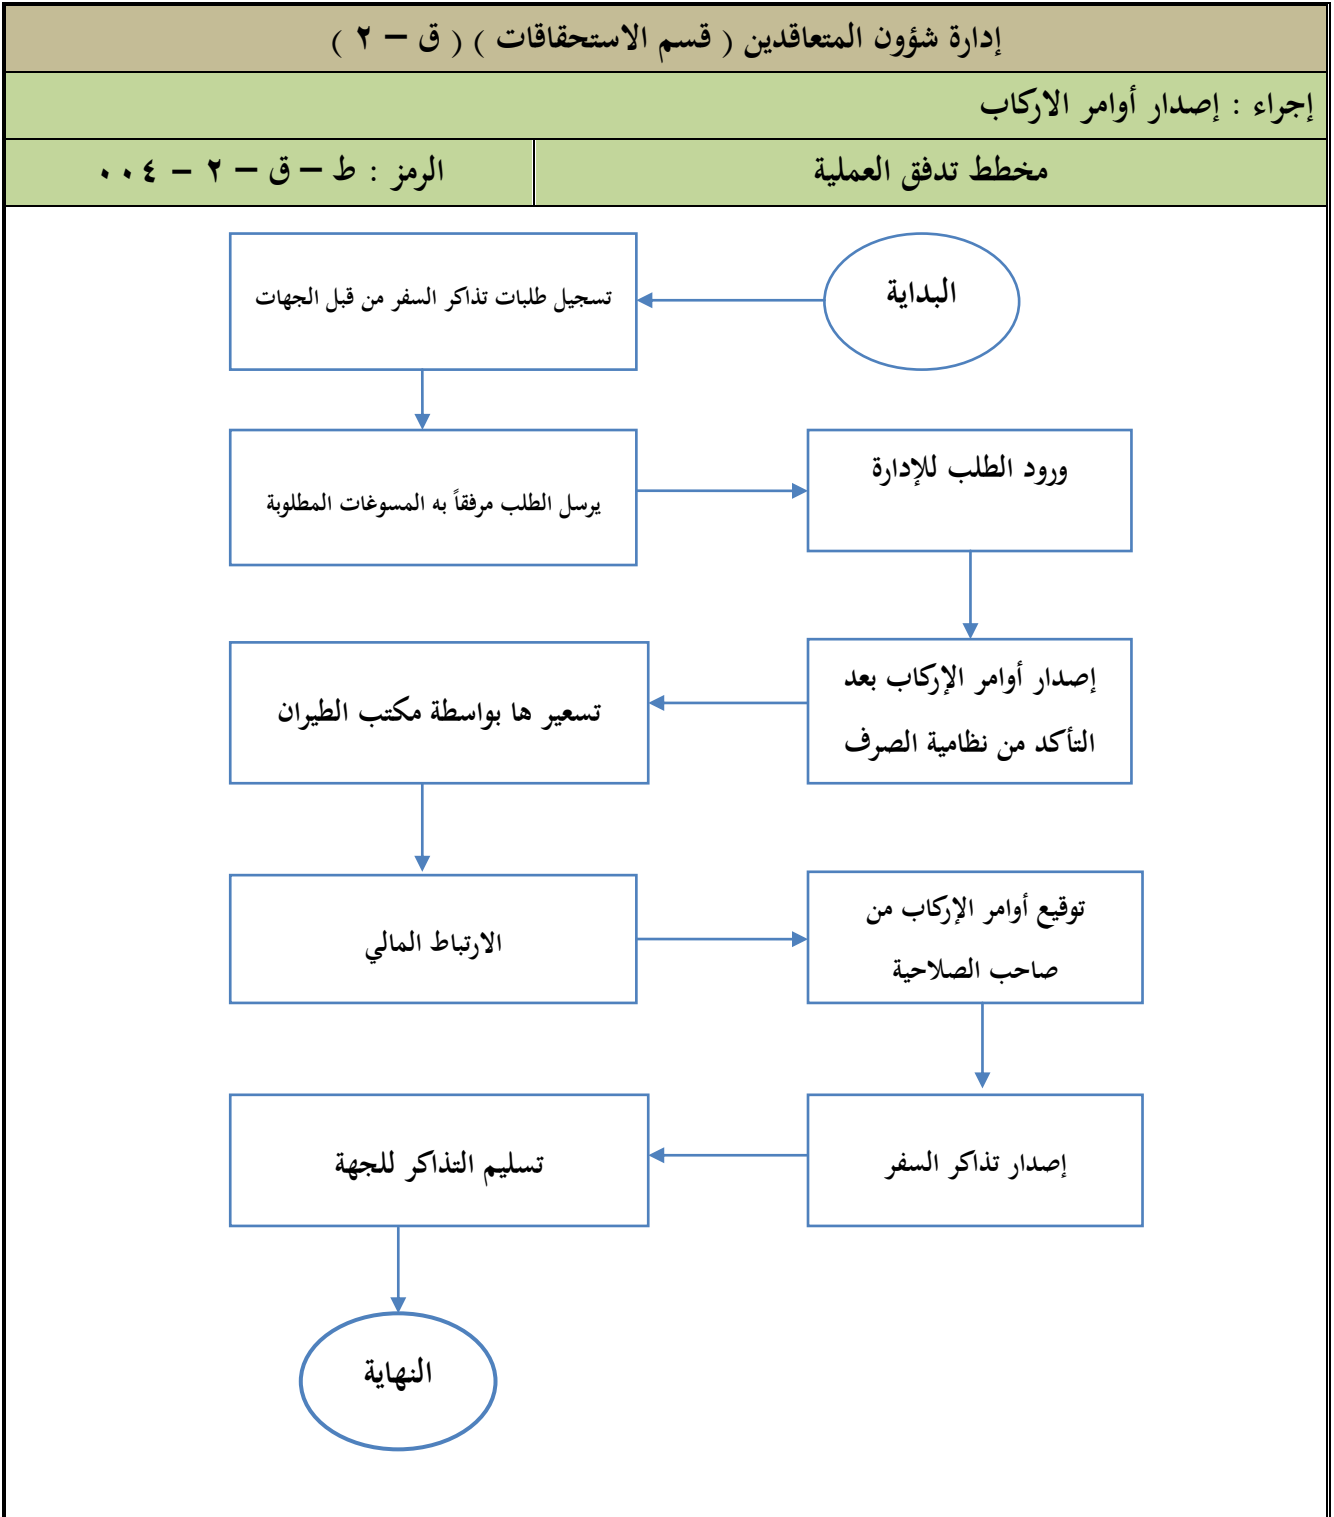 إدارة شؤون المتعاقدين ( قسم الاستحقاقات ) ( ق – ٢ )
إجراء : إصدار أوامر الاركاب
مخطط تدفق العملية
الرمز : ط – ق – ٢ – ٠٠٤
البداية
تسجيل طلبات تذاكر السفر من قبل الجهات
يرسل الطلب مرفقاً به المسوغات المطلوبة
ورود الطلب للإدارة
إصدار أوامر الإركاب بعد
التأكد من نظامية الصرف
تسعير ها بواسطة مكتب الطيران
الارتباط المالي
توقيع أوامر الإركاب من
صاحب الصلاحية
إصدار تذاكر السفر
تسليم التذاكر للجهة
النهاية